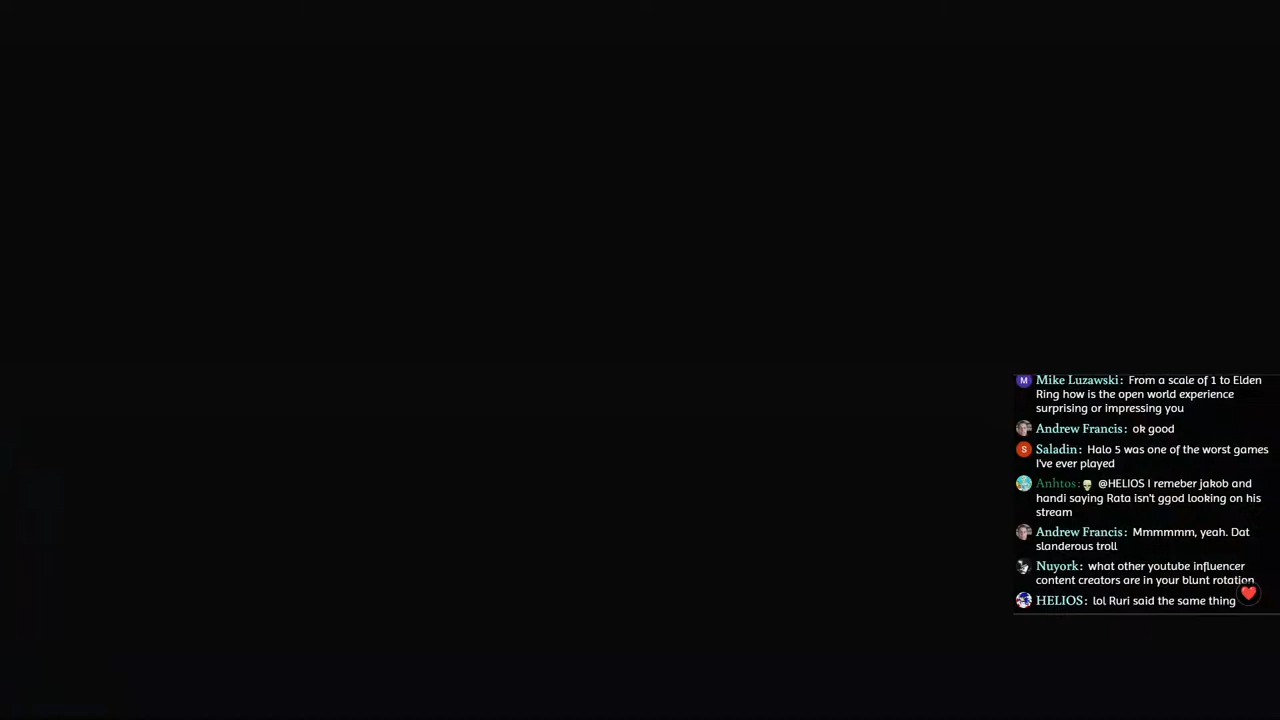 M Mike Luzawski: From a scale of 1 to Elden
Ring how is the open world experience
surprising or impressing you
Andrew Francis: ok good
S Saladin: Halo 5 was one of the worst games
I've ever played
Anhtos: @HELIOS I remeber jakob and
handi saying Rata isn't ggod looking on his
stream
Andrew Francis: Mmmmmm, yeah. Dat
slanderous troll
Nuyork: what other youtube influencer
content creators are in your blunt rotation
HELIOS: lol Ruri said the same thing